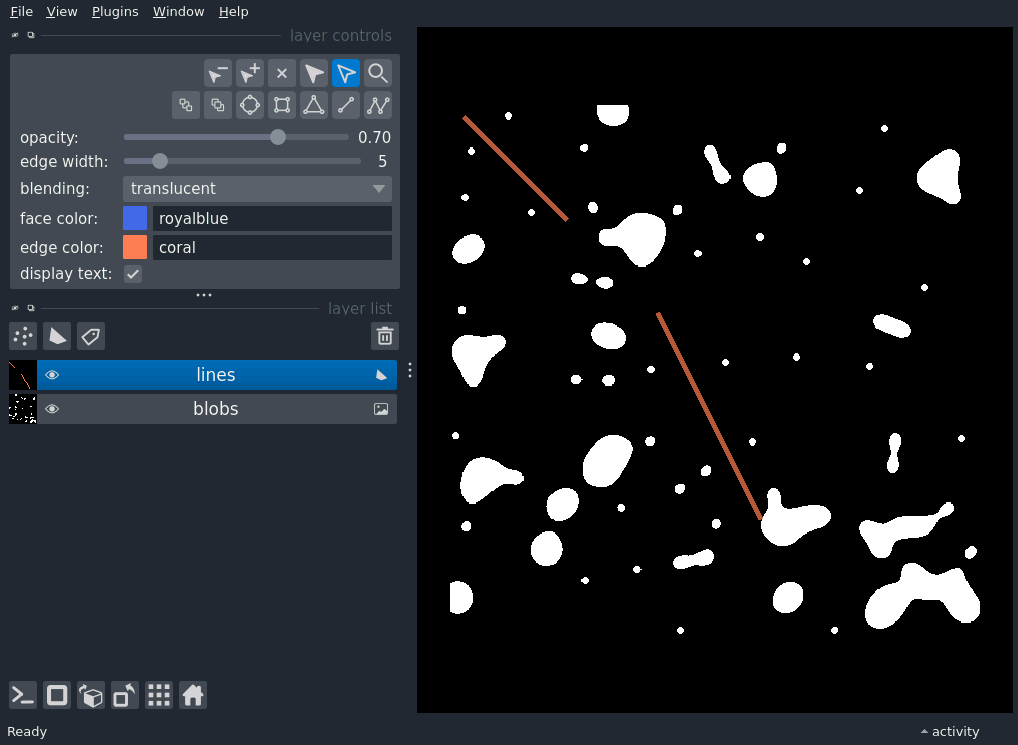 File View Plugins Window Help
layer controls
opacity: 0.70
edge width: 5
blending: translucent
face color: royalblue
edge color: coral
display text:
layer list
lines
blobs
Ready
activity